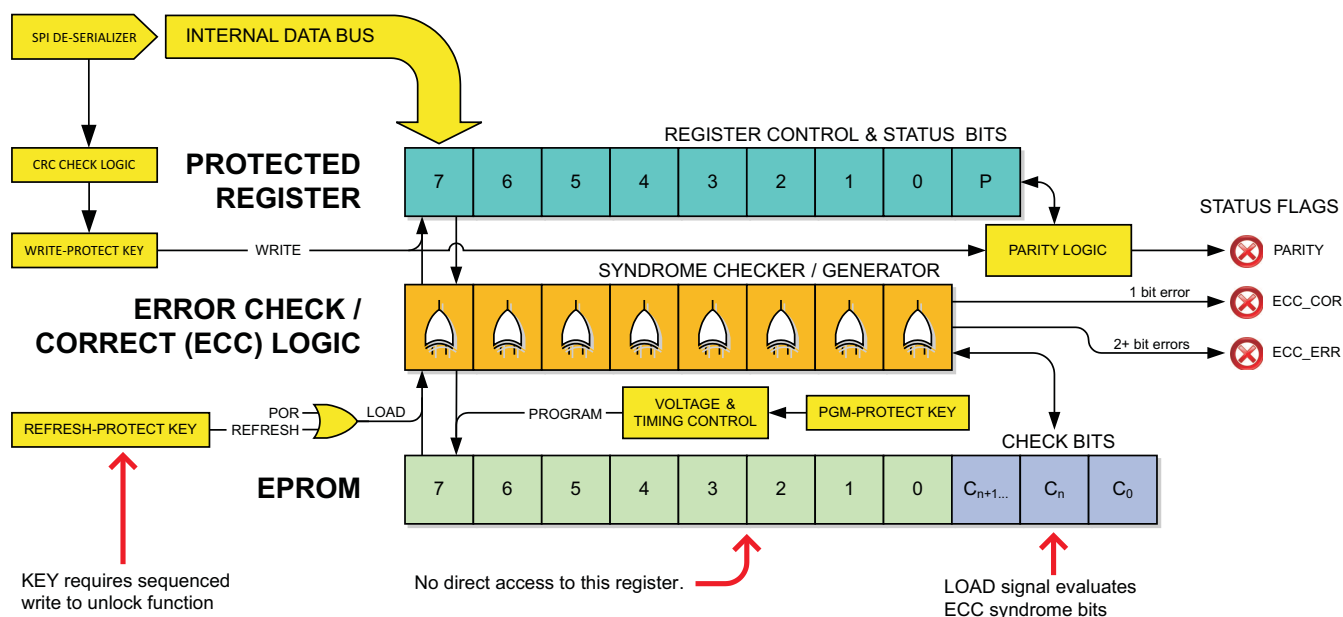 SPI DE-SERIALIZER
INTERNAL DATA BUS
REGISTER CONTROL & STATUS BITS
CRC CHECK LOGIC
PROTECTED
REGISTER
7 6 5 4 3 2 1 0 P
STATUS FLAGS
WRITE-PROTECT KEY
WRITE
PARITY LOGIC
PARITY
SYNDROME CHECKER / GENERATOR
ERROR CHECK /
CORRECT (ECC) LOGIC
1 bit error
ECC_COR
2+ bit errors
ECC_ERR
REFRESH-PROTECT KEY
POR
REFRESH
LOAD
PROGRAM
VOLTAGE &
TIMING CONTROL
PGM-PROTECT KEY
CHECK BITS
EPROM
7 6 5 4 3 2 1 0 Cn+1... Cn C0
KEY requires sequenced
write to unlock function
No direct access to this register.
LOAD signal evaluates
ECC syndrome bits